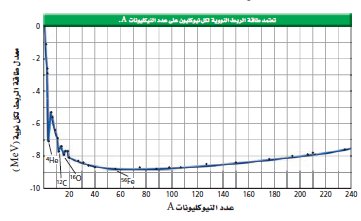 تعتمد طاقة الربط النووية لكل نيوكليون على عدد النيوكليونات A.
معدل طاقة الربط لكل نوية (MeV)
0
-2
-4
-6
-8
-10
⁴He
¹²C
¹⁶O
⁵⁶Fe
20 40 60 80 100 120 140 160 180 200 220 240
عدد النيوكليونات A